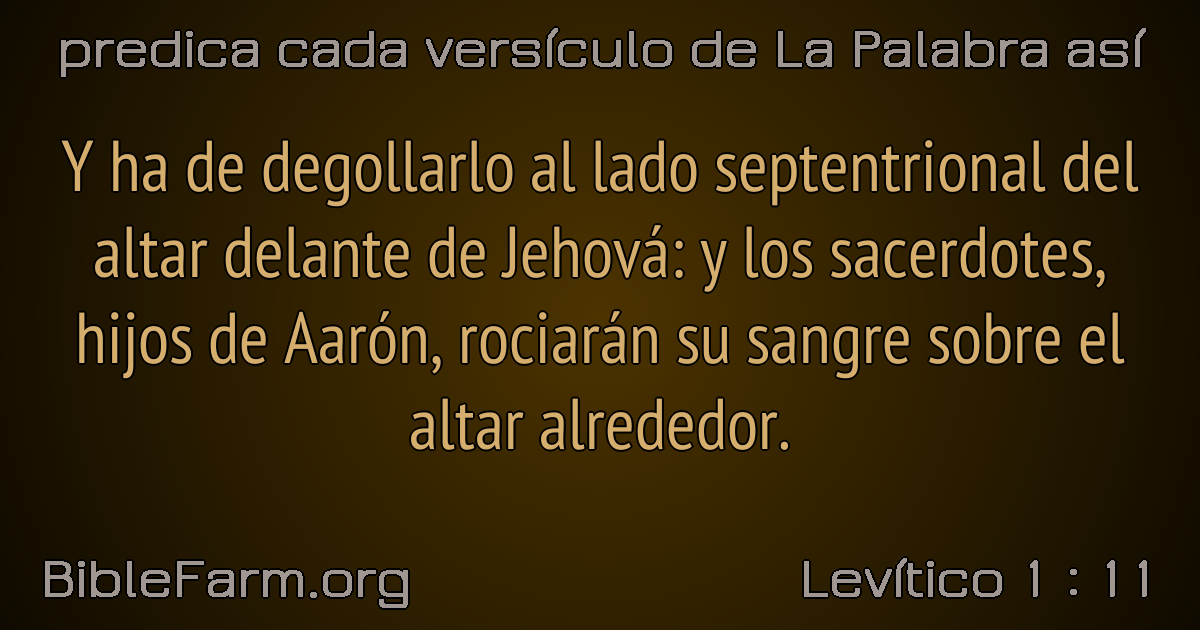 predica cada versículo de La Palabra así
Y ha de degollarlo al lado septentrional del
altar delante de Jehová: y los sacerdotes,
hijos de Aarón, rociarán su sangre sobre el
altar alrededor.
BibleFarm.org
Levítico 1 : 11